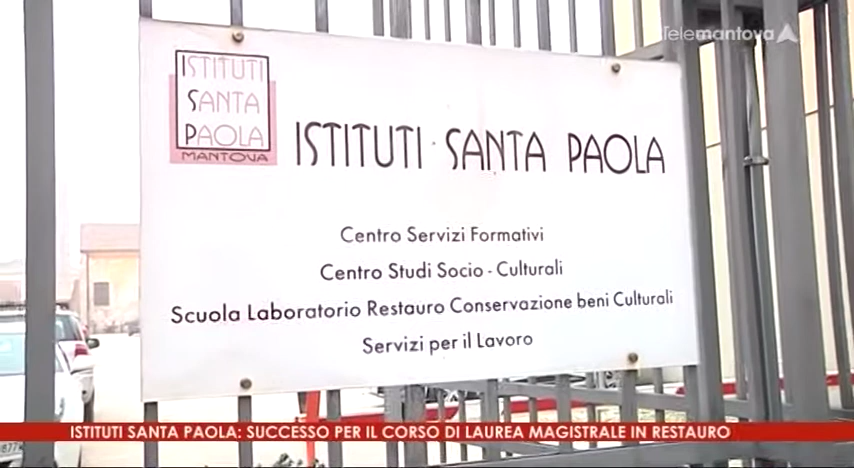 Telemantova
ISTITUTI
SANTA
PAOLA
MANTOVA
ISTITUTI · SANTA PAOLA
Centro Servizi Formativi
Centro Studi Socio - Culturali
Scuola Laboratorio Restauro Conservazione beni Culturali
Servizi per il Lavoro
ISTITUTI SANTA PAOLA: SUCCESSO PER IL CORSO DI LAUREA MAGISTRALE IN RESTAURO